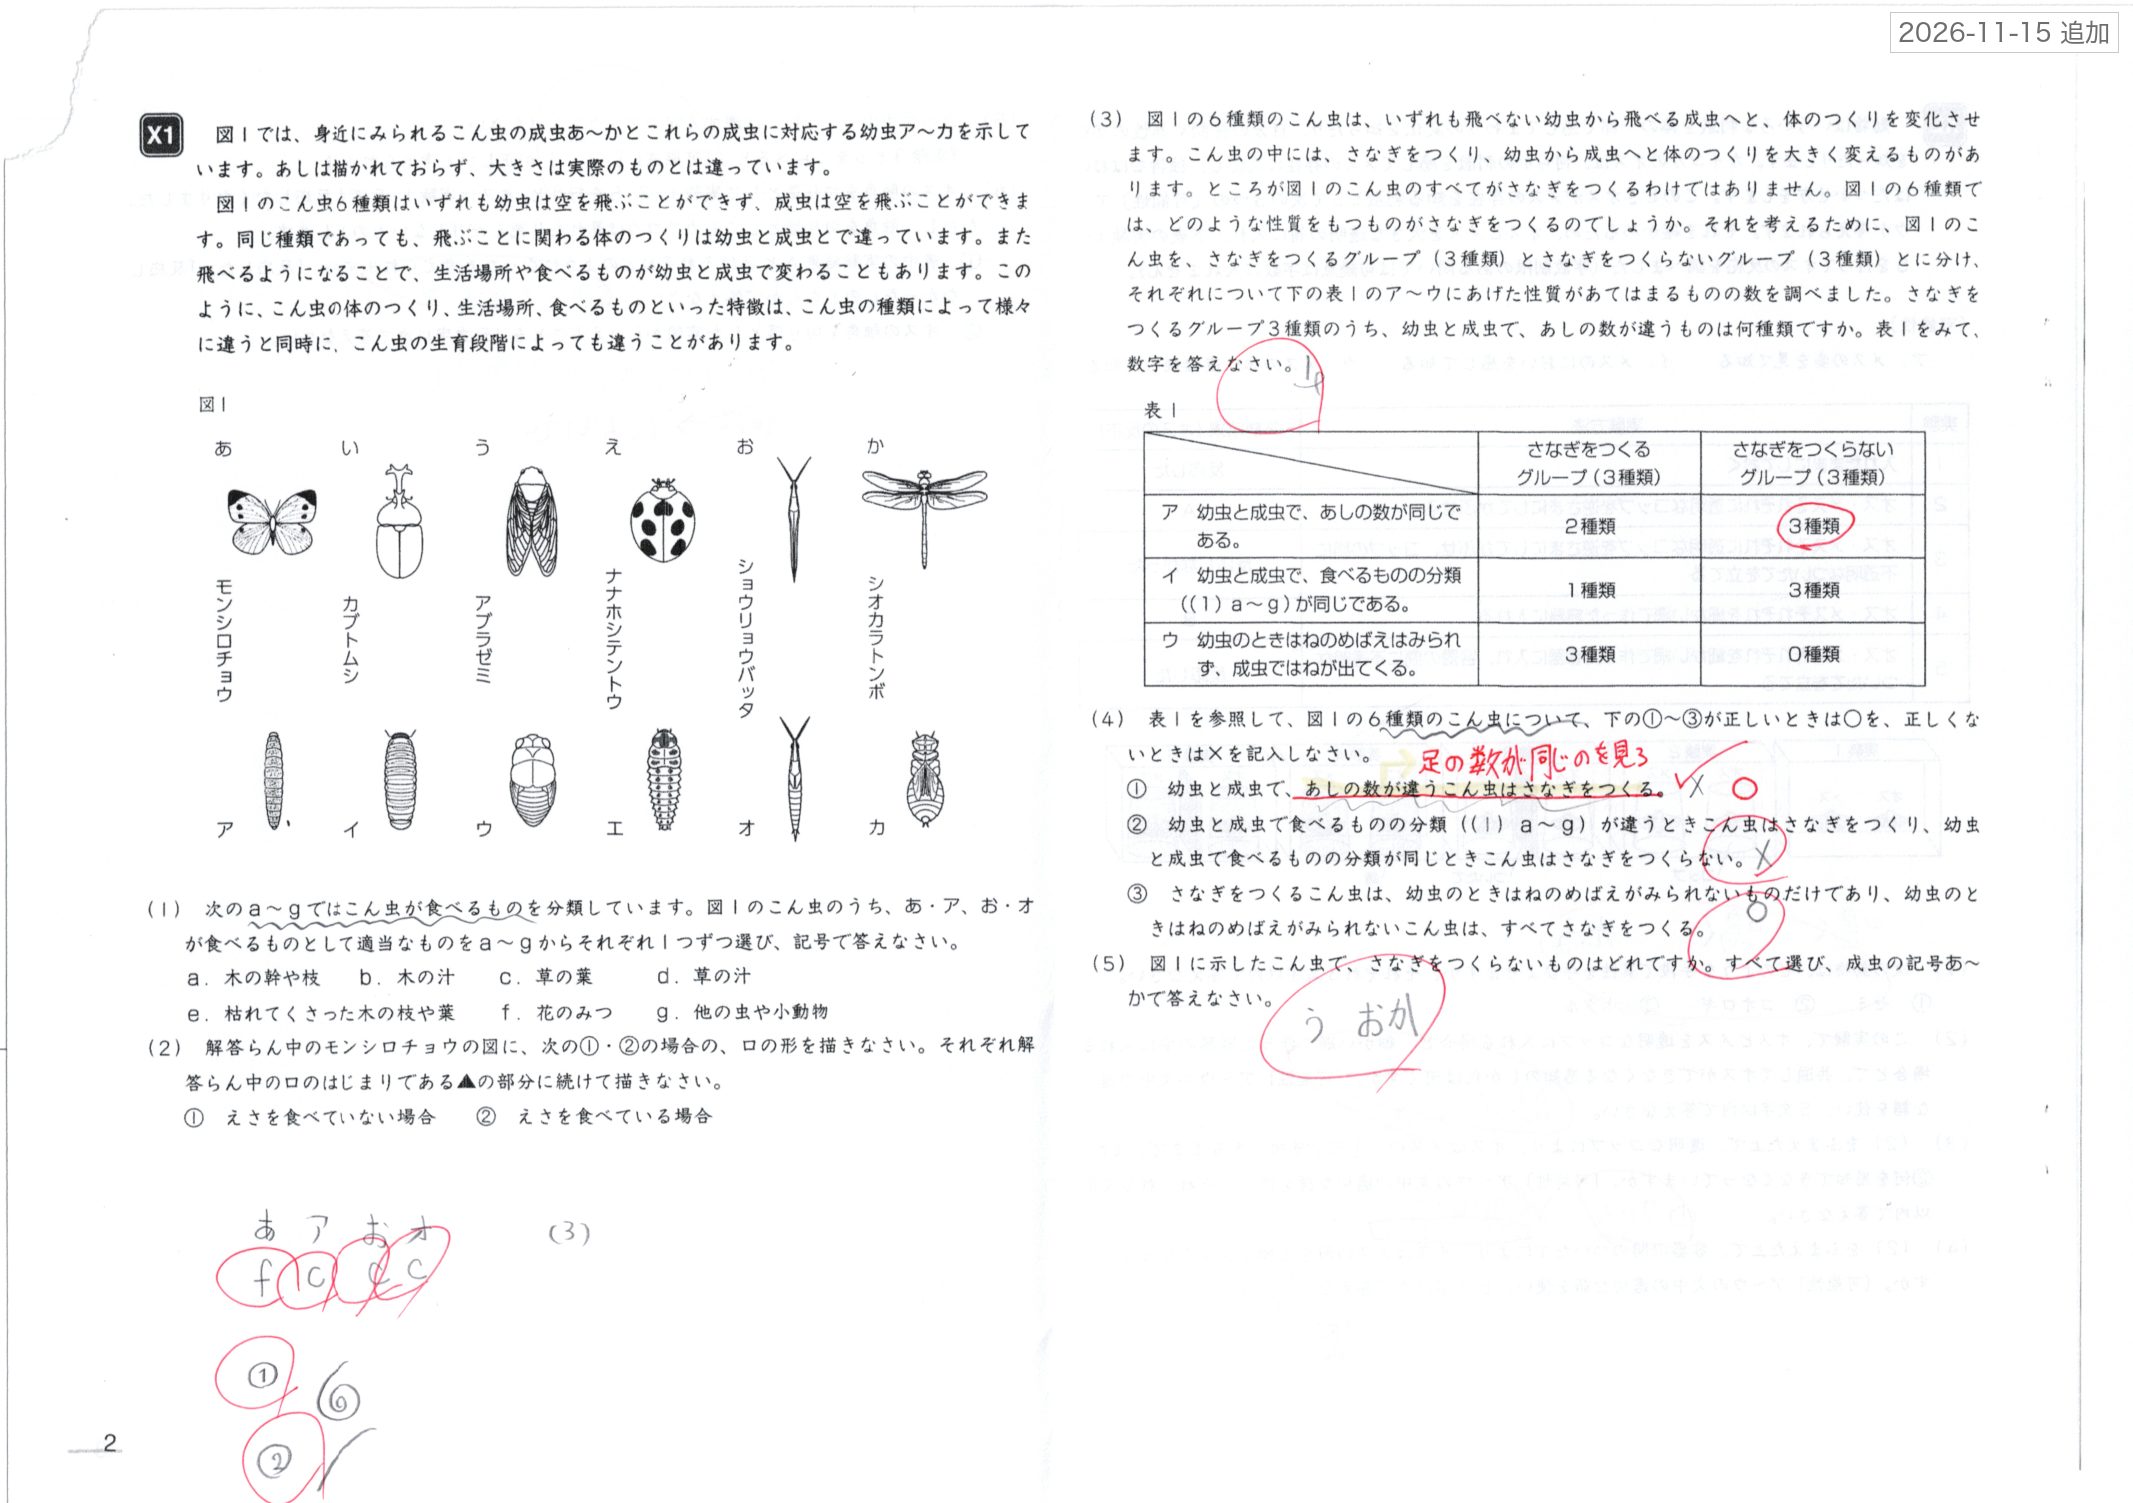 2026-11-15 追加
X1
図1では、身近にみられるこん虫の成虫あ～かとこれらの成虫に対応する幼虫ア～カを示して
います。あしは描かれておらず、大きさは実際のものとは違っています。
図1のこん虫6種類はいずれも幼虫は空を飛ぶことができず、成虫は空を飛ぶことができま
す。同じ種類であっても、飛ぶことに関わる体のつくりは幼虫と成虫とで違っています。また
飛べるようになることで、生活場所や食べるものが幼虫と成虫で変わることもあります。この
ように、こん虫の体のつくり、生活場所、食べるものといった特徴は、こん虫の種類によって様々
に違うと同時に、こん虫の生育段階によっても違うことがあります。
図1
あ い う え お か
モンシロチョウ
カブトムシ
アブラゼミ
ナナホシテントウ
ショウリョウバッタ
シオカラトンボ
ア イ ウ エ オ カ
(1) 次のa～gではこん虫が食べるものを分類しています。図1のこん虫のうち、あ・ア、お・オ
が食べるものとして適当なものをa～gからそれぞれ1つずつ選び、記号で答えなさい。
a. 木の幹や枝 b. 木の汁 c. 草の葉 d. 草の汁
e. 枯れてくさった木の枝や葉 f. 花のみつ g. 他の虫や小動物
(2) 解答らん中のモンシロチョウの図に、次の①・②の場合の、口の形を描きなさい。それぞれ解
答らん中の口のはじまりである▲の部分に続けて描きなさい。
① えさを食べていない場合 ② えさを食べている場合
あ ア お オ
f c c c
(3)
①
②
2
(3) 図1の6種類のこん虫は、いずれも飛べない幼虫から飛べる成虫へと、体のつくりを変化させ
ます。こん虫の中には、さなぎをつくり、幼虫から成虫へと体のつくりを大きく変えるものがあ
ります。ところが図1のこん虫のすべてがさなぎをつくるわけではありません。図1の6種類で
は、どのような性質をもつものがさなぎをつくるのでしょうか。それを考えるために、図1のこ
ん虫を、さなぎをつくるグループ(3種類)とさなぎをつくらないグループ(3種類)とに分け、
それぞれについて下の表1のア～ウにあげた性質があてはまるものの数を調べました。さなぎを
つくるグループ3種類のうち、幼虫と成虫で、あしの数が違うものは何種類ですか。表1をみて、
数字を答えなさい。 1
表1
さなぎをつくる
グループ(3種類)
さなぎをつくらない
グループ(3種類)
ア 幼虫と成虫で、あしの数が同じで
ある。
2種類
3種類
イ 幼虫と成虫で、食べるものの分類
((1) a～g)が同じである。
1種類
3種類
ウ 幼虫のときはねのめばえはみられ
ず、成虫ではねが出てくる。
3種類
0種類
(4) 表1を参照して、図1の6種類のこん虫について、下の①～③が正しいときは○を、正しくな
いときは×を記入しなさい。
足の数が同じのを見ろ
① 幼虫と成虫で、あしの数が違うこん虫はさなぎをつくる。 × ○
② 幼虫と成虫で食べるものの分類((1) a～g)が違うときこん虫はさなぎをつくり、幼虫
と成虫で食べるものの分類が同じときこん虫はさなぎをつくらない。 ×
③ さなぎをつくるこん虫は、幼虫のときはねのめばえがみられないものだけであり、幼虫のと
きはねのめばえがみられないこん虫は、すべてさなぎをつくる。 ○
(5) 図1に示したこん虫で、さなぎをつくらないものはどれですか。すべて選び、成虫の記号あ～
かで答えなさい。
う お か